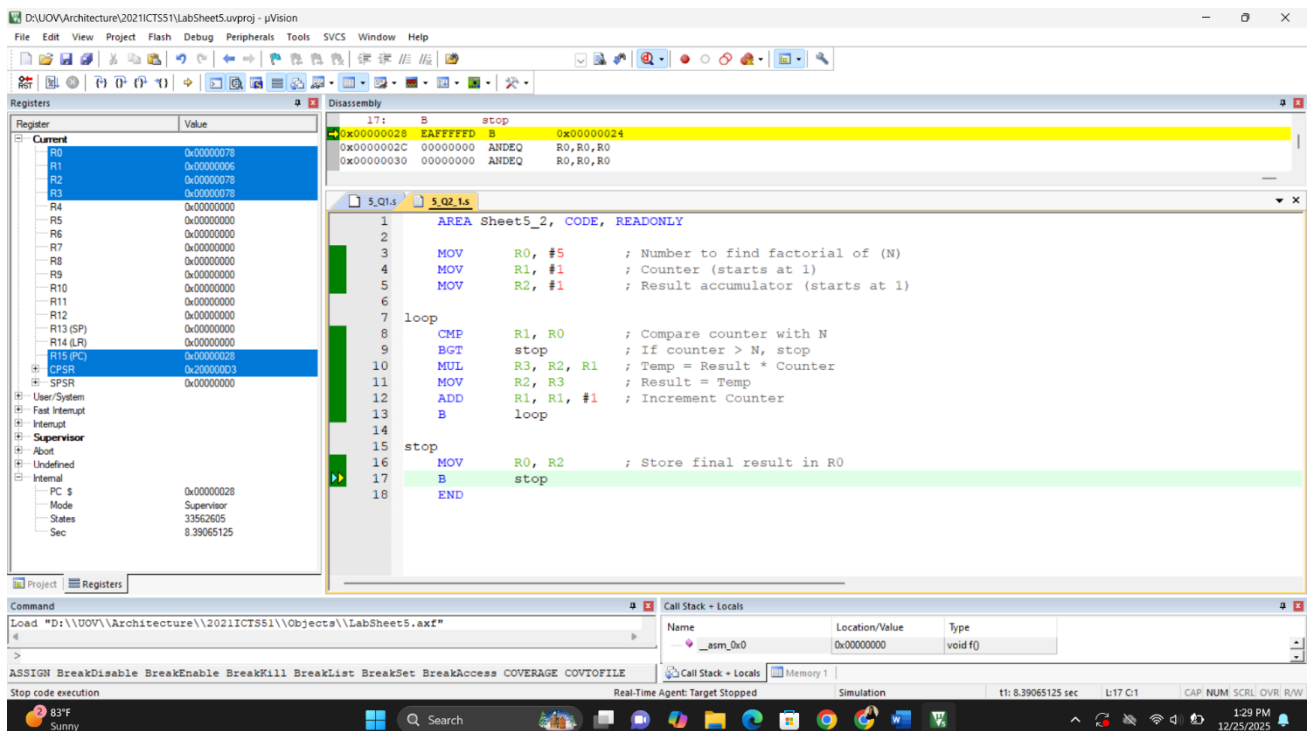 D:\UOV\Architecture\2021ICTS51\LabSheet5.uvproj - µVision
File Edit View Project Flash Debug Peripherals Tools SVCS Window Help
Registers
Register Value
Current
R0 0x00000078
R1 0x00000006
R2 0x00000078
R3 0x00000078
R4 0x00000000
R5 0x00000000
R6 0x00000000
R7 0x00000000
R8 0x00000000
R9 0x00000000
R10 0x00000000
R11 0x00000000
R12 0x00000000
R13 (SP) 0x00000000
R14 (LR) 0x00000000
R15 (PC) 0x00000028
CPSR 0x200000D3
SPSR 0x00000000
User/System
Fast Interrupt
Interrupt
Supervisor
Abort
Undefined
Internal
PC $ 0x00000028
Mode Supervisor
States 33562605
Sec 8.39065125
Project Registers
Disassembly
17: B stop
0x00000028 EAFFFFFD B 0x00000024
0x0000002C 00000000 ANDEQ R0,R0,R0
0x00000030 00000000 ANDEQ R0,R0,R0
5_Q1.s 5_Q2_1.s
1 AREA Sheet5_2, CODE, READONLY
2
3 MOV R0, #5 ; Number to find factorial of (N)
4 MOV R1, #1 ; Counter (starts at 1)
5 MOV R2, #1 ; Result accumulator (starts at 1)
6
7 loop
8 CMP R1, R0 ; Compare counter with N
9 BGT stop ; If counter > N, stop
10 MUL R3, R2, R1 ; Temp = Result * Counter
11 MOV R2, R3 ; Result = Temp
12 ADD R1, R1, #1 ; Increment Counter
13 B loop
14
15 stop
16 MOV R0, R2 ; Store final result in R0
17 B stop
18 END
Command
Load "D:\\UOV\\Architecture\\2021ICTS51\\Objects\\LabSheet5.axf"
>
ASSIGN BreakDisable BreakEnable BreakKill BreakList BreakSet BreakAccess COVERAGE COVTOFILE
Call Stack + Locals
Name Location/Value Type
__asm_0x0 0x00000000 void f()
Call Stack + Locals Memory 1
Stop code execution Real-Time Agent: Target Stopped Simulation t1: 8.39065125 sec L:17 C:1 CAP NUM SCRL OVR R/W
2 83°F
Sunny
Search
1:29 PM
12/25/2025